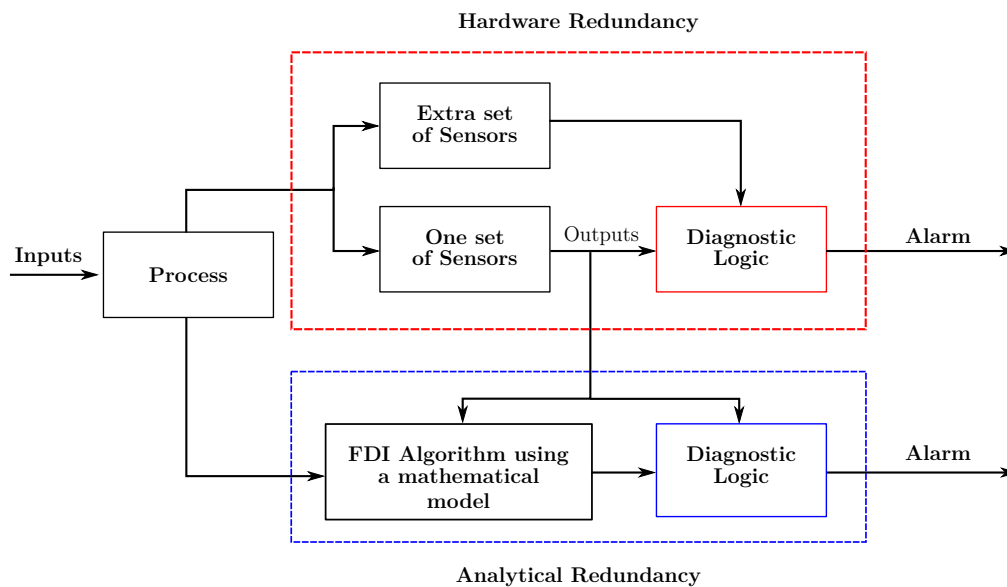 Hardware Redundancy
Extra set
of Sensors
Inputs
Process
One set
of Sensors
Outputs
Diagnostic
Logic
Alarm
FDI Algorithm using
a mathematical
model
Diagnostic
Logic
Alarm
Analytical Redundancy